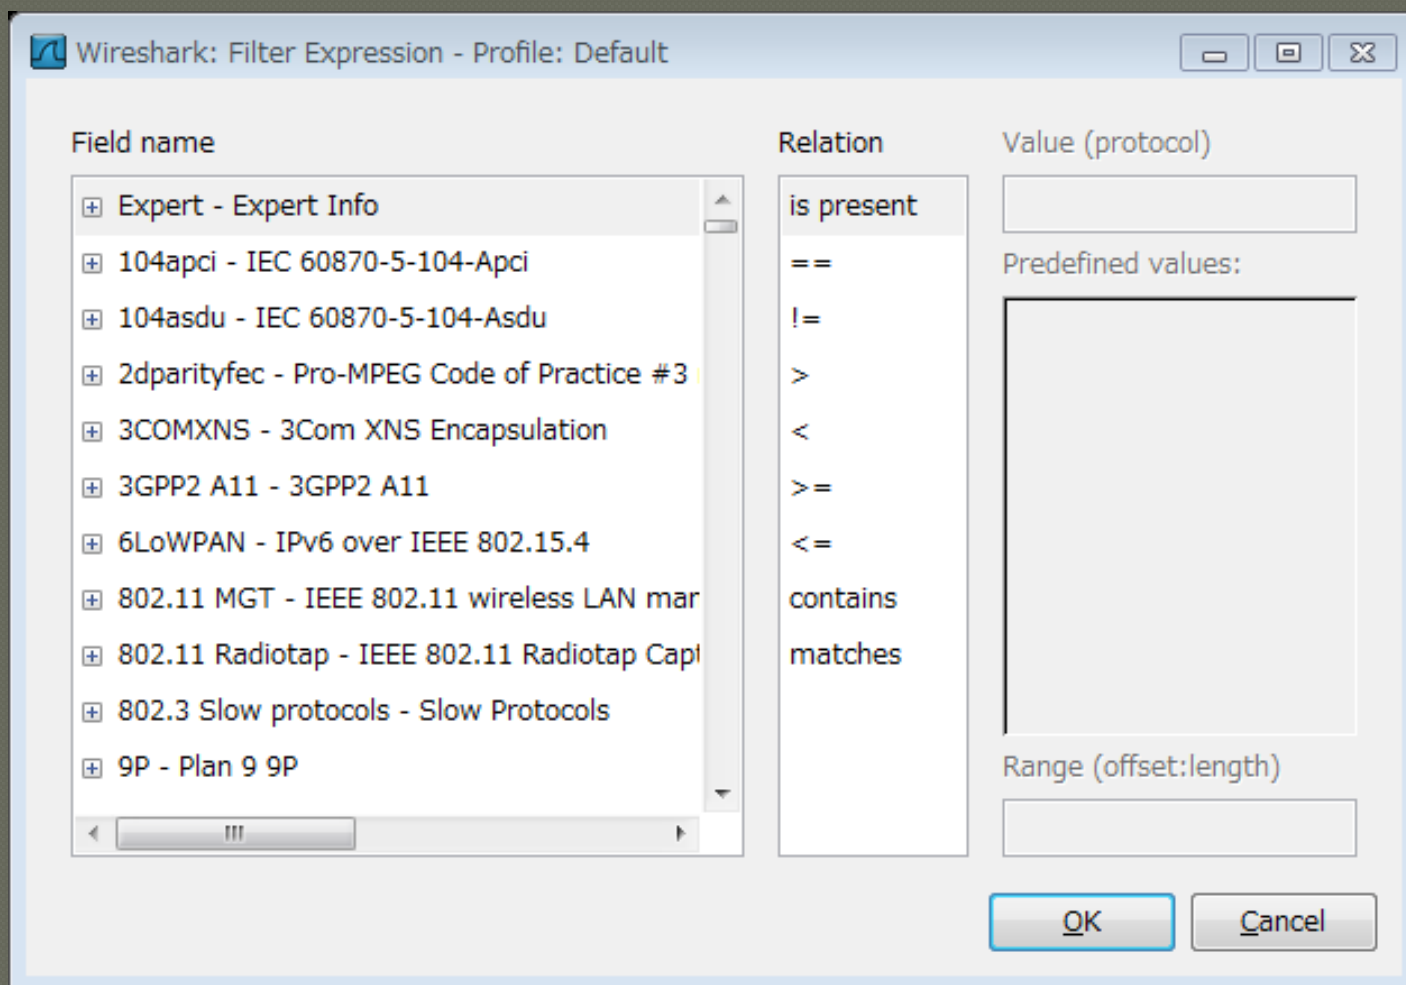 Wireshark: Filter Expression - Profile: Default
Field name
Expert - Expert Info
104apci - IEC 60870-5-104-Apci
104asdu - IEC 60870-5-104-Asdu
2dparityfec - Pro-MPEG Code of Practice #3
3COMXNS - 3Com XNS Encapsulation
3GPP2 A11 - 3GPP2 A11
6LoWPAN - IPv6 over IEEE 802.15.4
802.11 MGT - IEEE 802.11 wireless LAN mar
802.11 Radiotap - IEEE 802.11 Radiotap Capt
802.3 Slow protocols - Slow Protocols
9P - Plan 9 9P
Relation
is present
==
!=
>
<
>=
<=
contains
matches
Value (protocol)
Predefined values:
Range (offset:length)
OK
Cancel